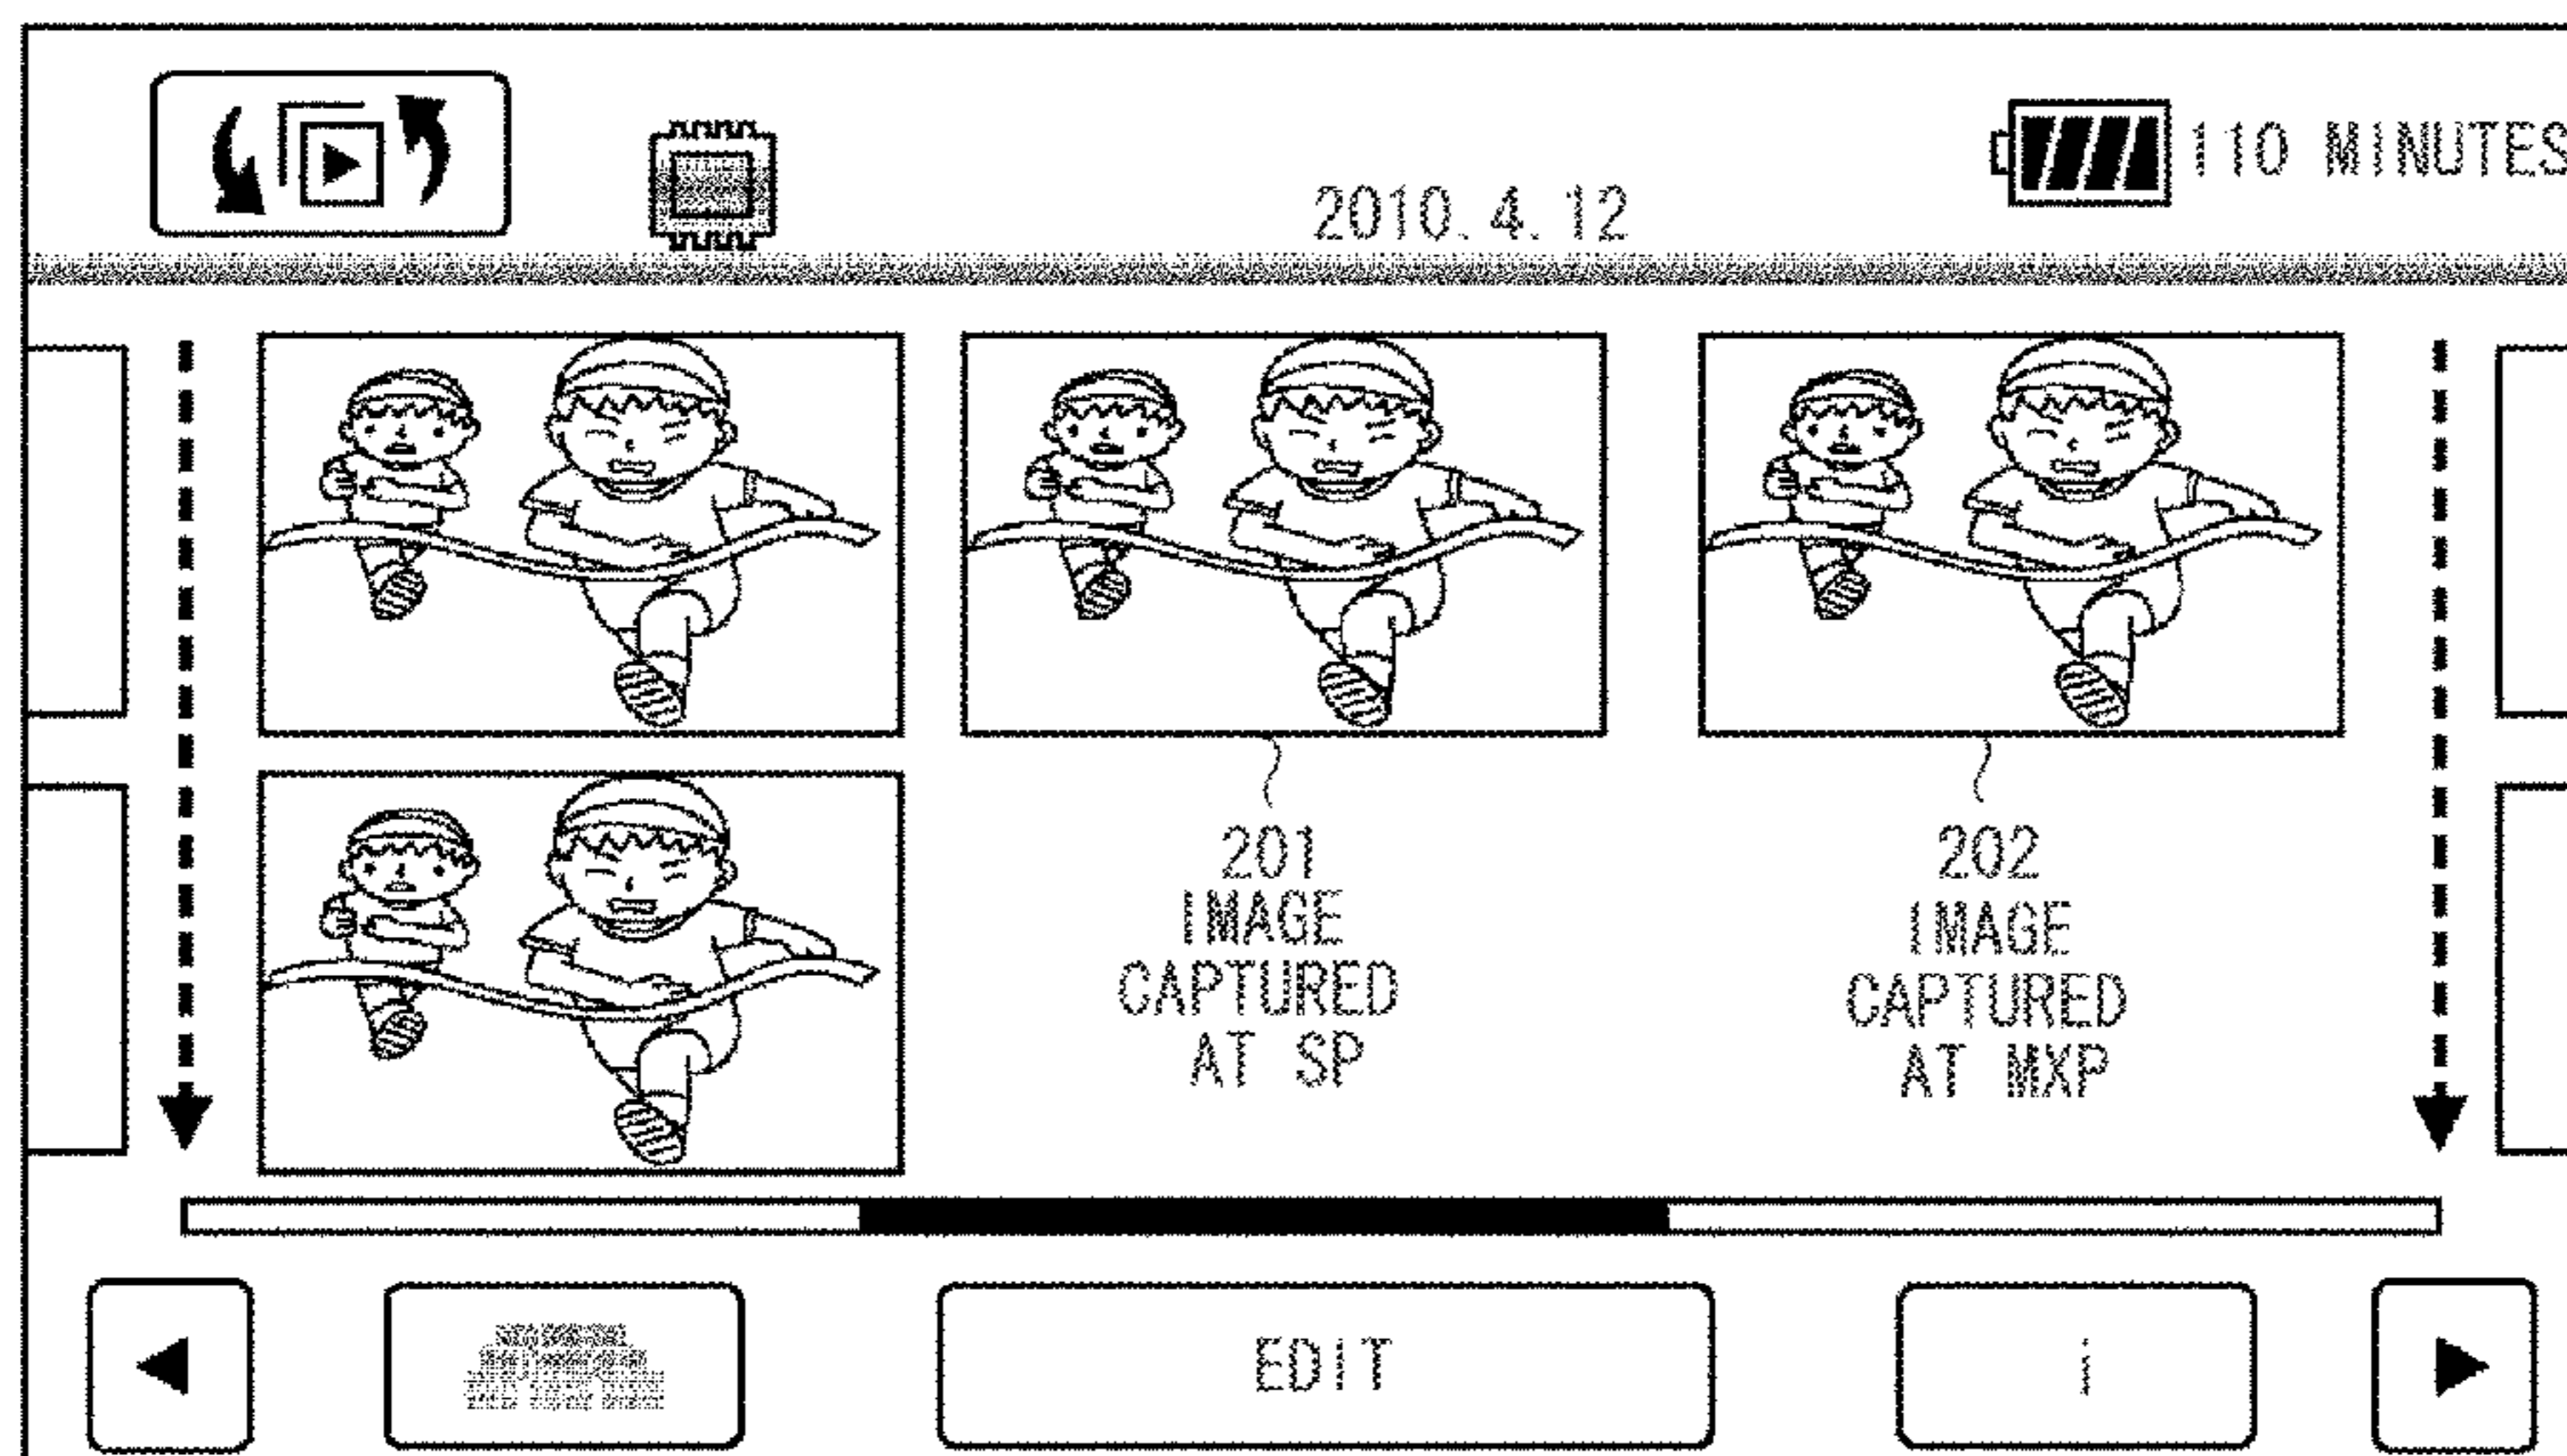 110 MINUTES
2010.4.12
201
IMAGE
CAPTURED
AT SP
202
IMAGE
CAPTURED
AT MXP
EDIT
i